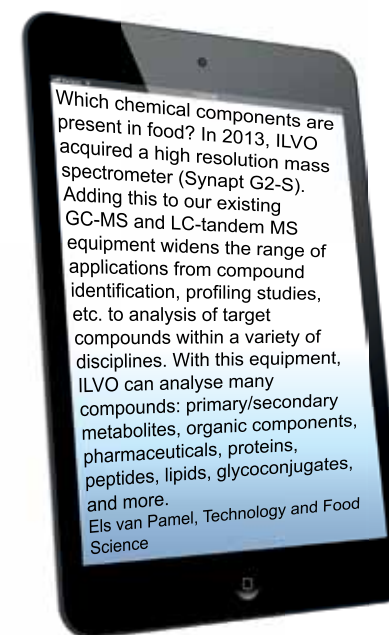 Which chemical components are
present in food? In 2013, ILVO
acquired a high resolution mass
spectrometer (Synapt G2-S).
Adding this to our existing
GC-MS and LC-tandem MS
equipment widens the range of
applications from compound
identification, profiling studies,
etc. to analysis of target
compounds within a variety of
disciplines. With this equipment,
ILVO can analyse many
compounds: primary/secondary
metabolites, organic components,
pharmaceuticals, proteins,
peptides, lipids, glycoconjugates,
and more.
Els van Pamel, Technology and Food
Science